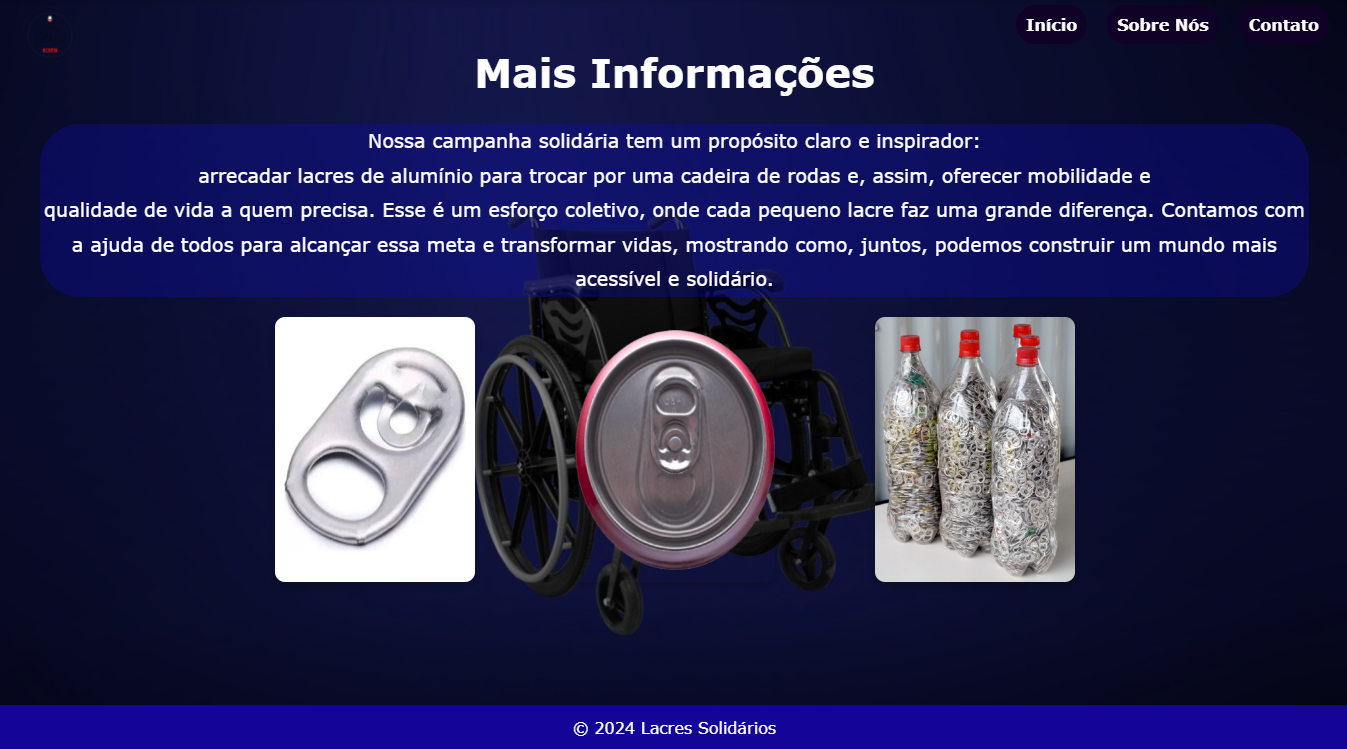 Início
Sobre Nós
Contato
Mais Informações
Nossa campanha solidária tem um propósito claro e inspirador:
arrecadar lacres de alumínio para trocar por uma cadeira de rodas e, assim, oferecer mobilidade e
qualidade de vida a quem precisa. Esse é um esforço coletivo, onde cada pequeno lacre faz uma grande diferença. Contamos com
a ajuda de todos para alcançar essa meta e transformar vidas, mostrando como, juntos, podemos construir um mundo mais
acessível e solidário.
© 2024 Lacres Solidários